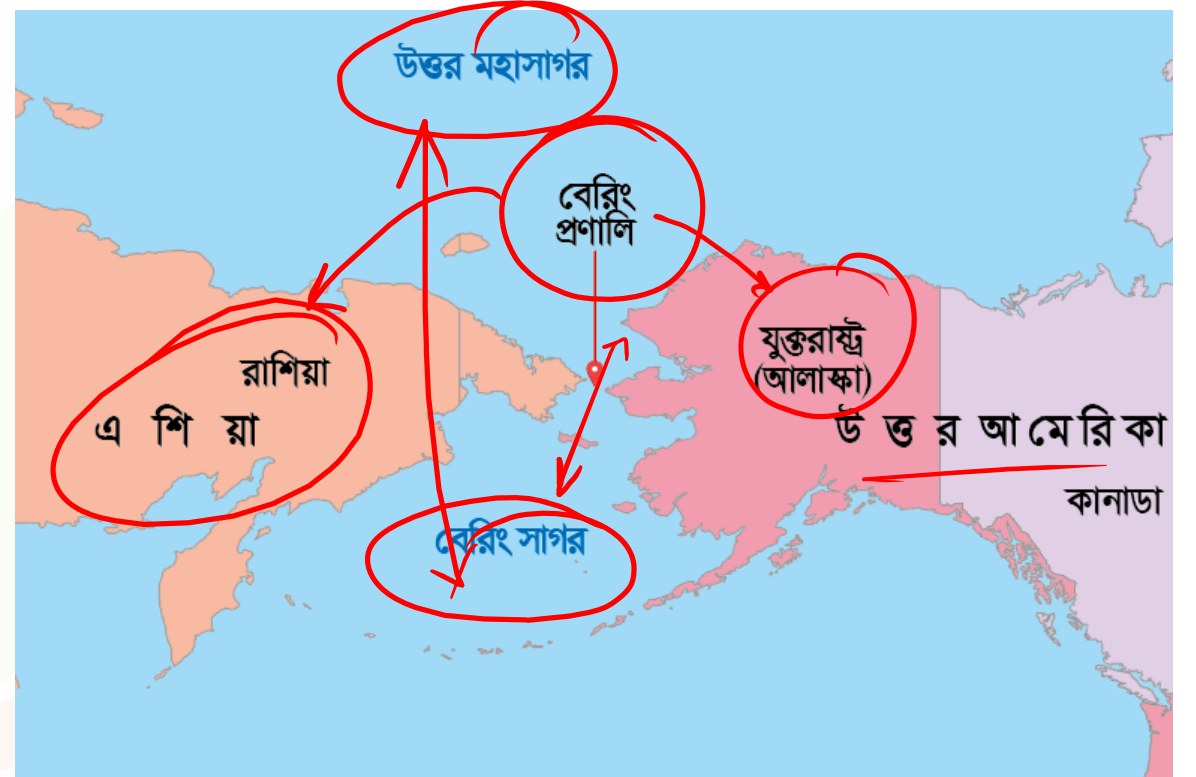 উত্তর মহাসাগর
বেরিং
প্রণালি
যুক্তরাষ্ট্র
(আলাস্কা)
রাশিয়া
এ শি য়া
উ ত্ত র আ মে রি কা
কানাডা
বেরিং সাগর